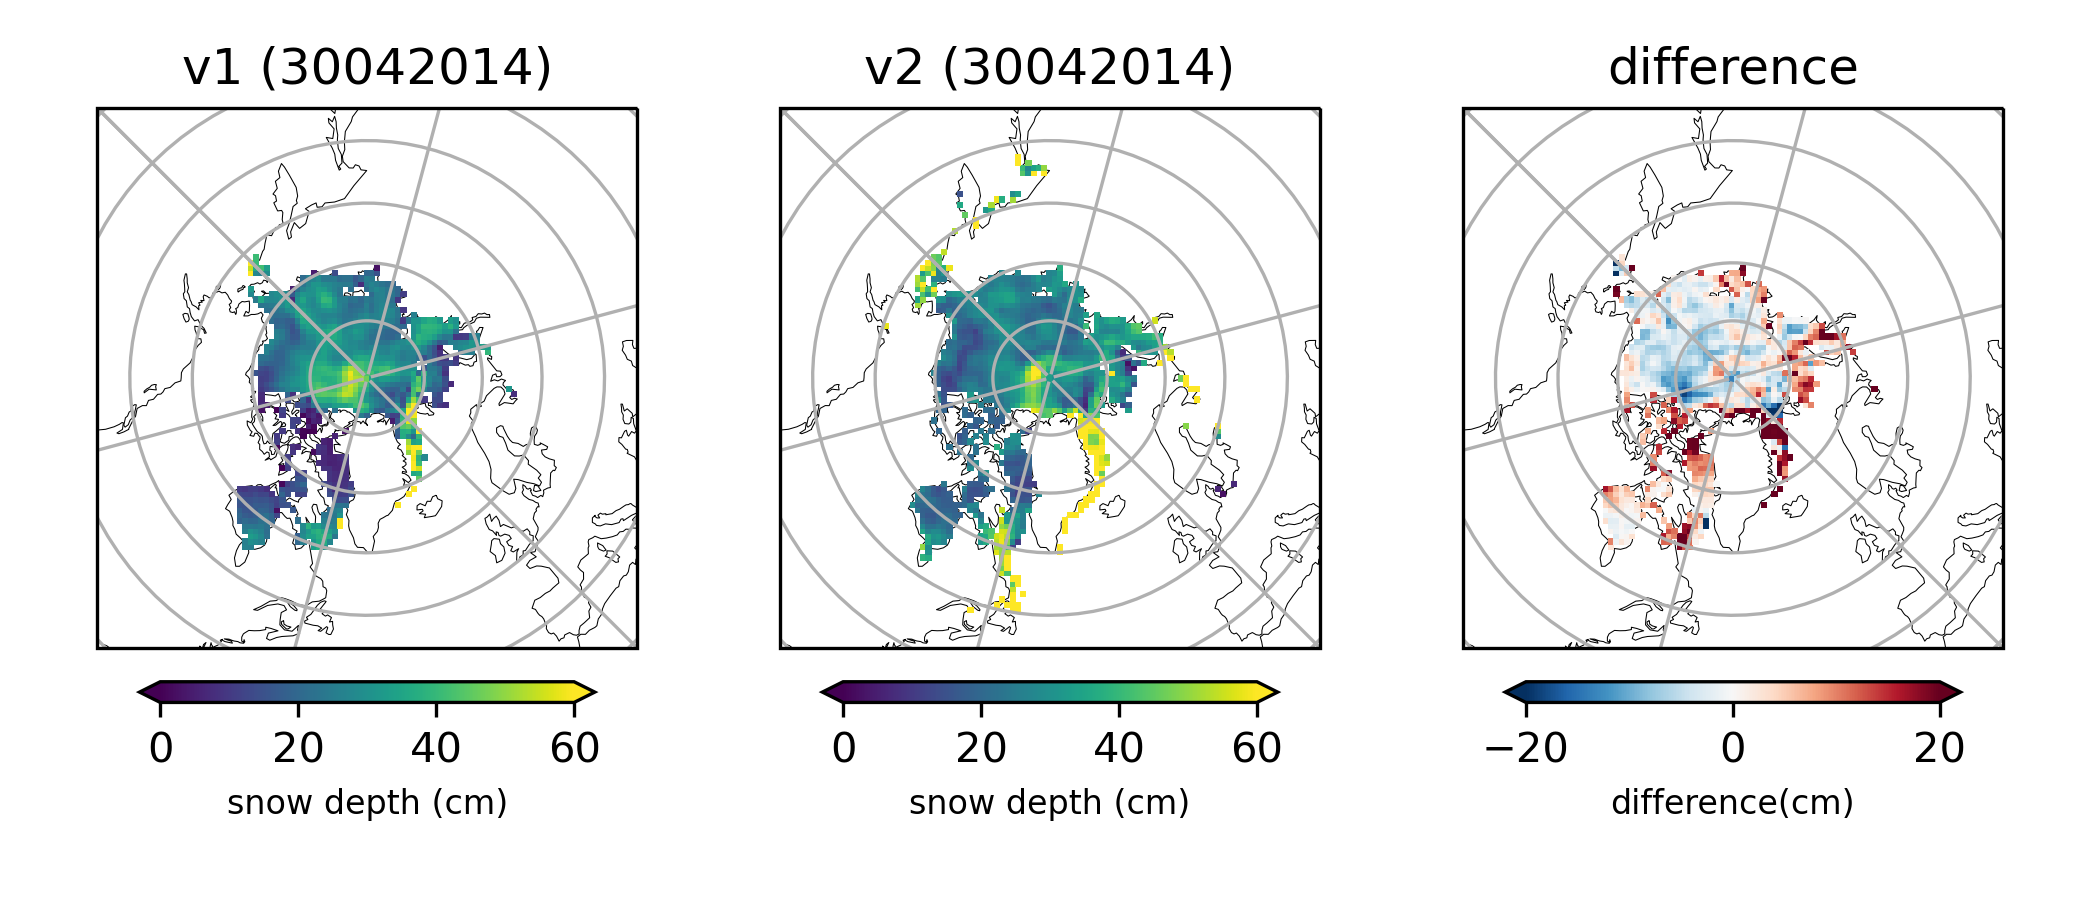 v1 (30042014)
v2 (30042014)
difference
0 20 40 60
snow depth (cm)
0 20 40 60
snow depth (cm)
−20 0 20
difference(cm)